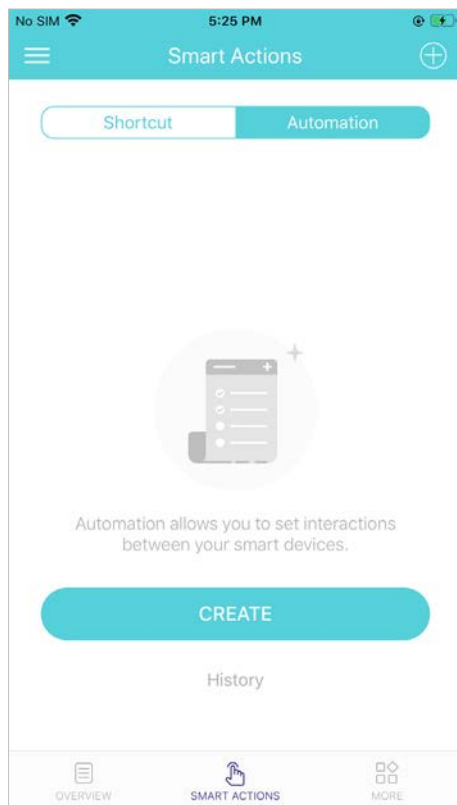 No SIM 5:25 PM
Smart Actions
Shortcut Automation
Automation allows you to set interactions
between your smart devices.
CREATE
History
OVERVIEW SMART ACTIONS MORE